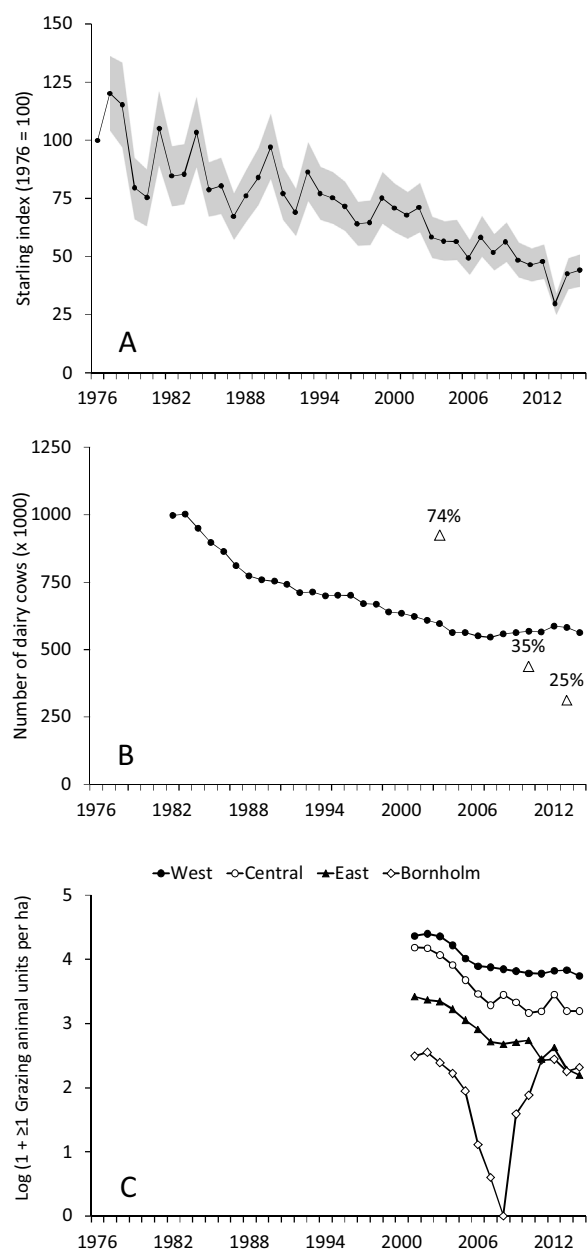 150
125
100
75
50
25
0
Starling index (1976 = 100)
A
1976 1982 1988 1994 2000 2006 2012
1250
1000
750
500
250
0
Number of dairy cows (x 1000)
74%
35%
25%
B
1976 1982 1988 1994 2000 2006 2012
West Central East Bornholm
5
4
3
2
1
0
Log (1 + ≥1 Grazing animal units per ha)
C
1976 1982 1988 1994 2000 2006 2012